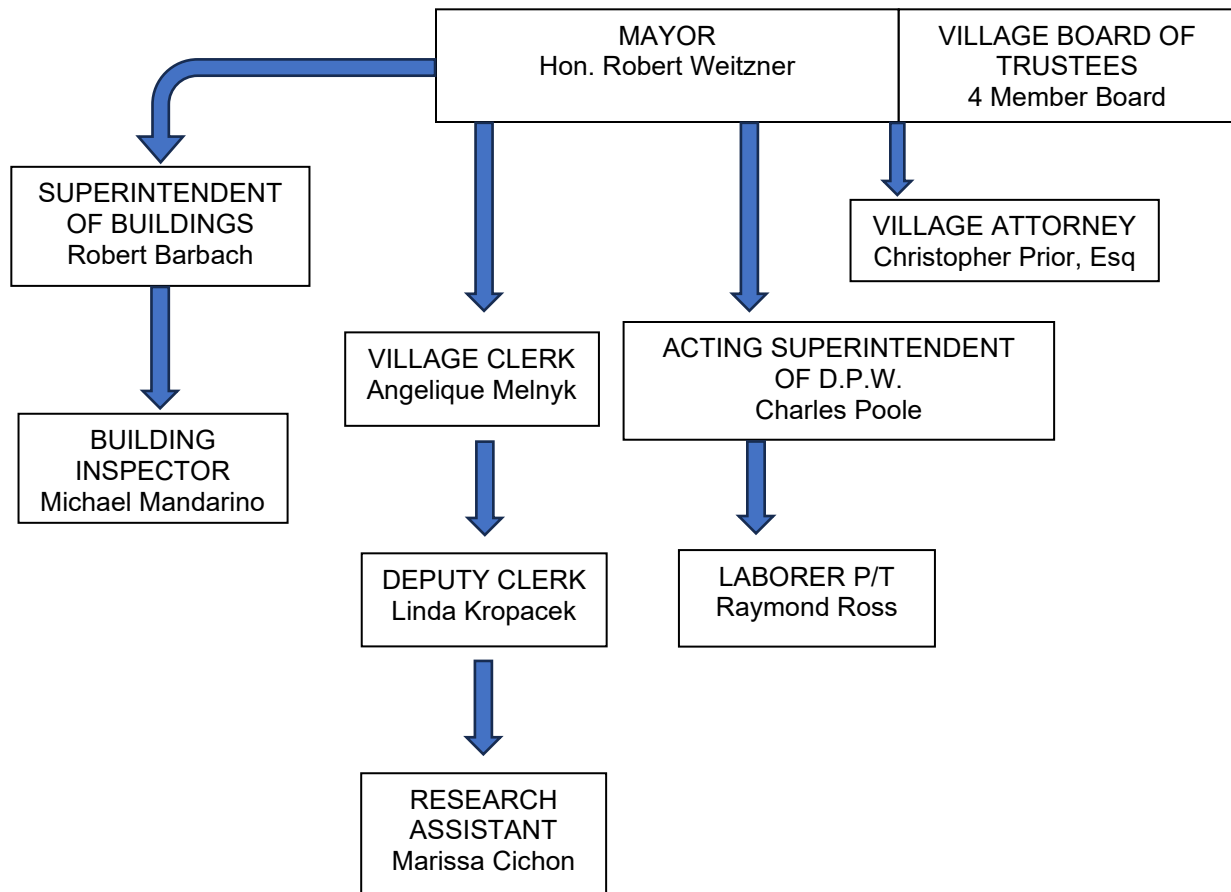 MAYOR
Hon. Robert Weitzner
VILLAGE BOARD OF
TRUSTEES
4 Member Board
SUPERINTENDENT
OF BUILDINGS
Robert Barbach
VILLAGE ATTORNEY
Christopher Prior, Esq
VILLAGE CLERK
Angelique Melnyk
ACTING SUPERINTENDENT
OF D.P.W.
Charles Poole
BUILDING
INSPECTOR
Michael Mandarino
DEPUTY CLERK
Linda Kropacek
LABORER P/T
Raymond Ross
RESEARCH
ASSISTANT
Marissa Cichon